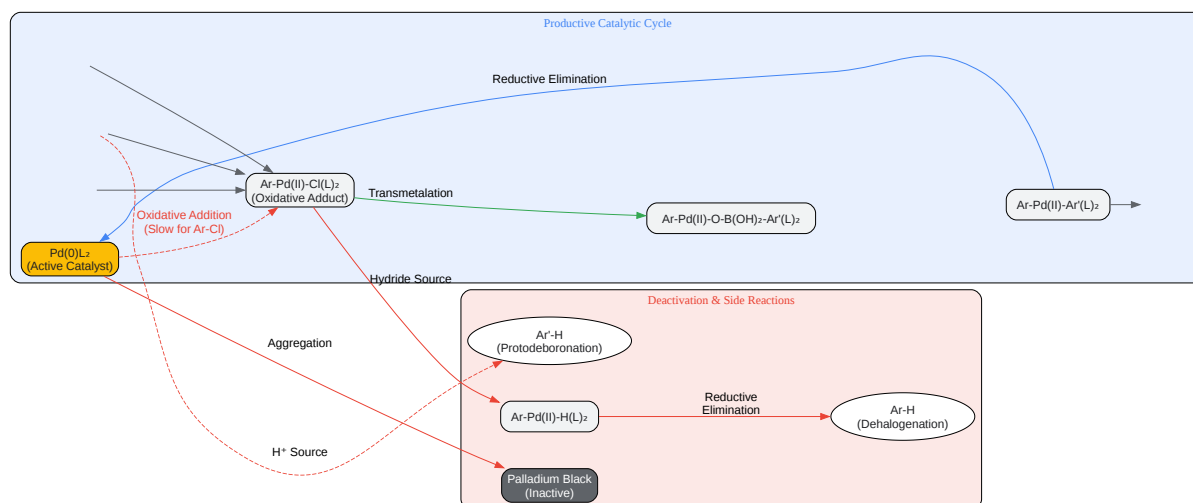 Productive Catalytic Cycle
Reductive Elimination
Ar-Pd(II)-Cl(L)₂
(Oxidative Adduct)
Transmetalation
Ar-Pd(II)-O-B(OH)₂-Ar'(L)₂
Ar-Pd(II)-Ar'(L)₂
Oxidative Addition
(Slow for Ar-Cl)
Pd(0)L₂
(Active Catalyst)
Hydride Source
Deactivation & Side Reactions
Aggregation
Ar'-H
(Protodeboronation)
Ar-Pd(II)-H(L)₂
Reductive
Elimination
Ar-H
(Dehalogenation)
H⁺ Source
Palladium Black
(Inactive)